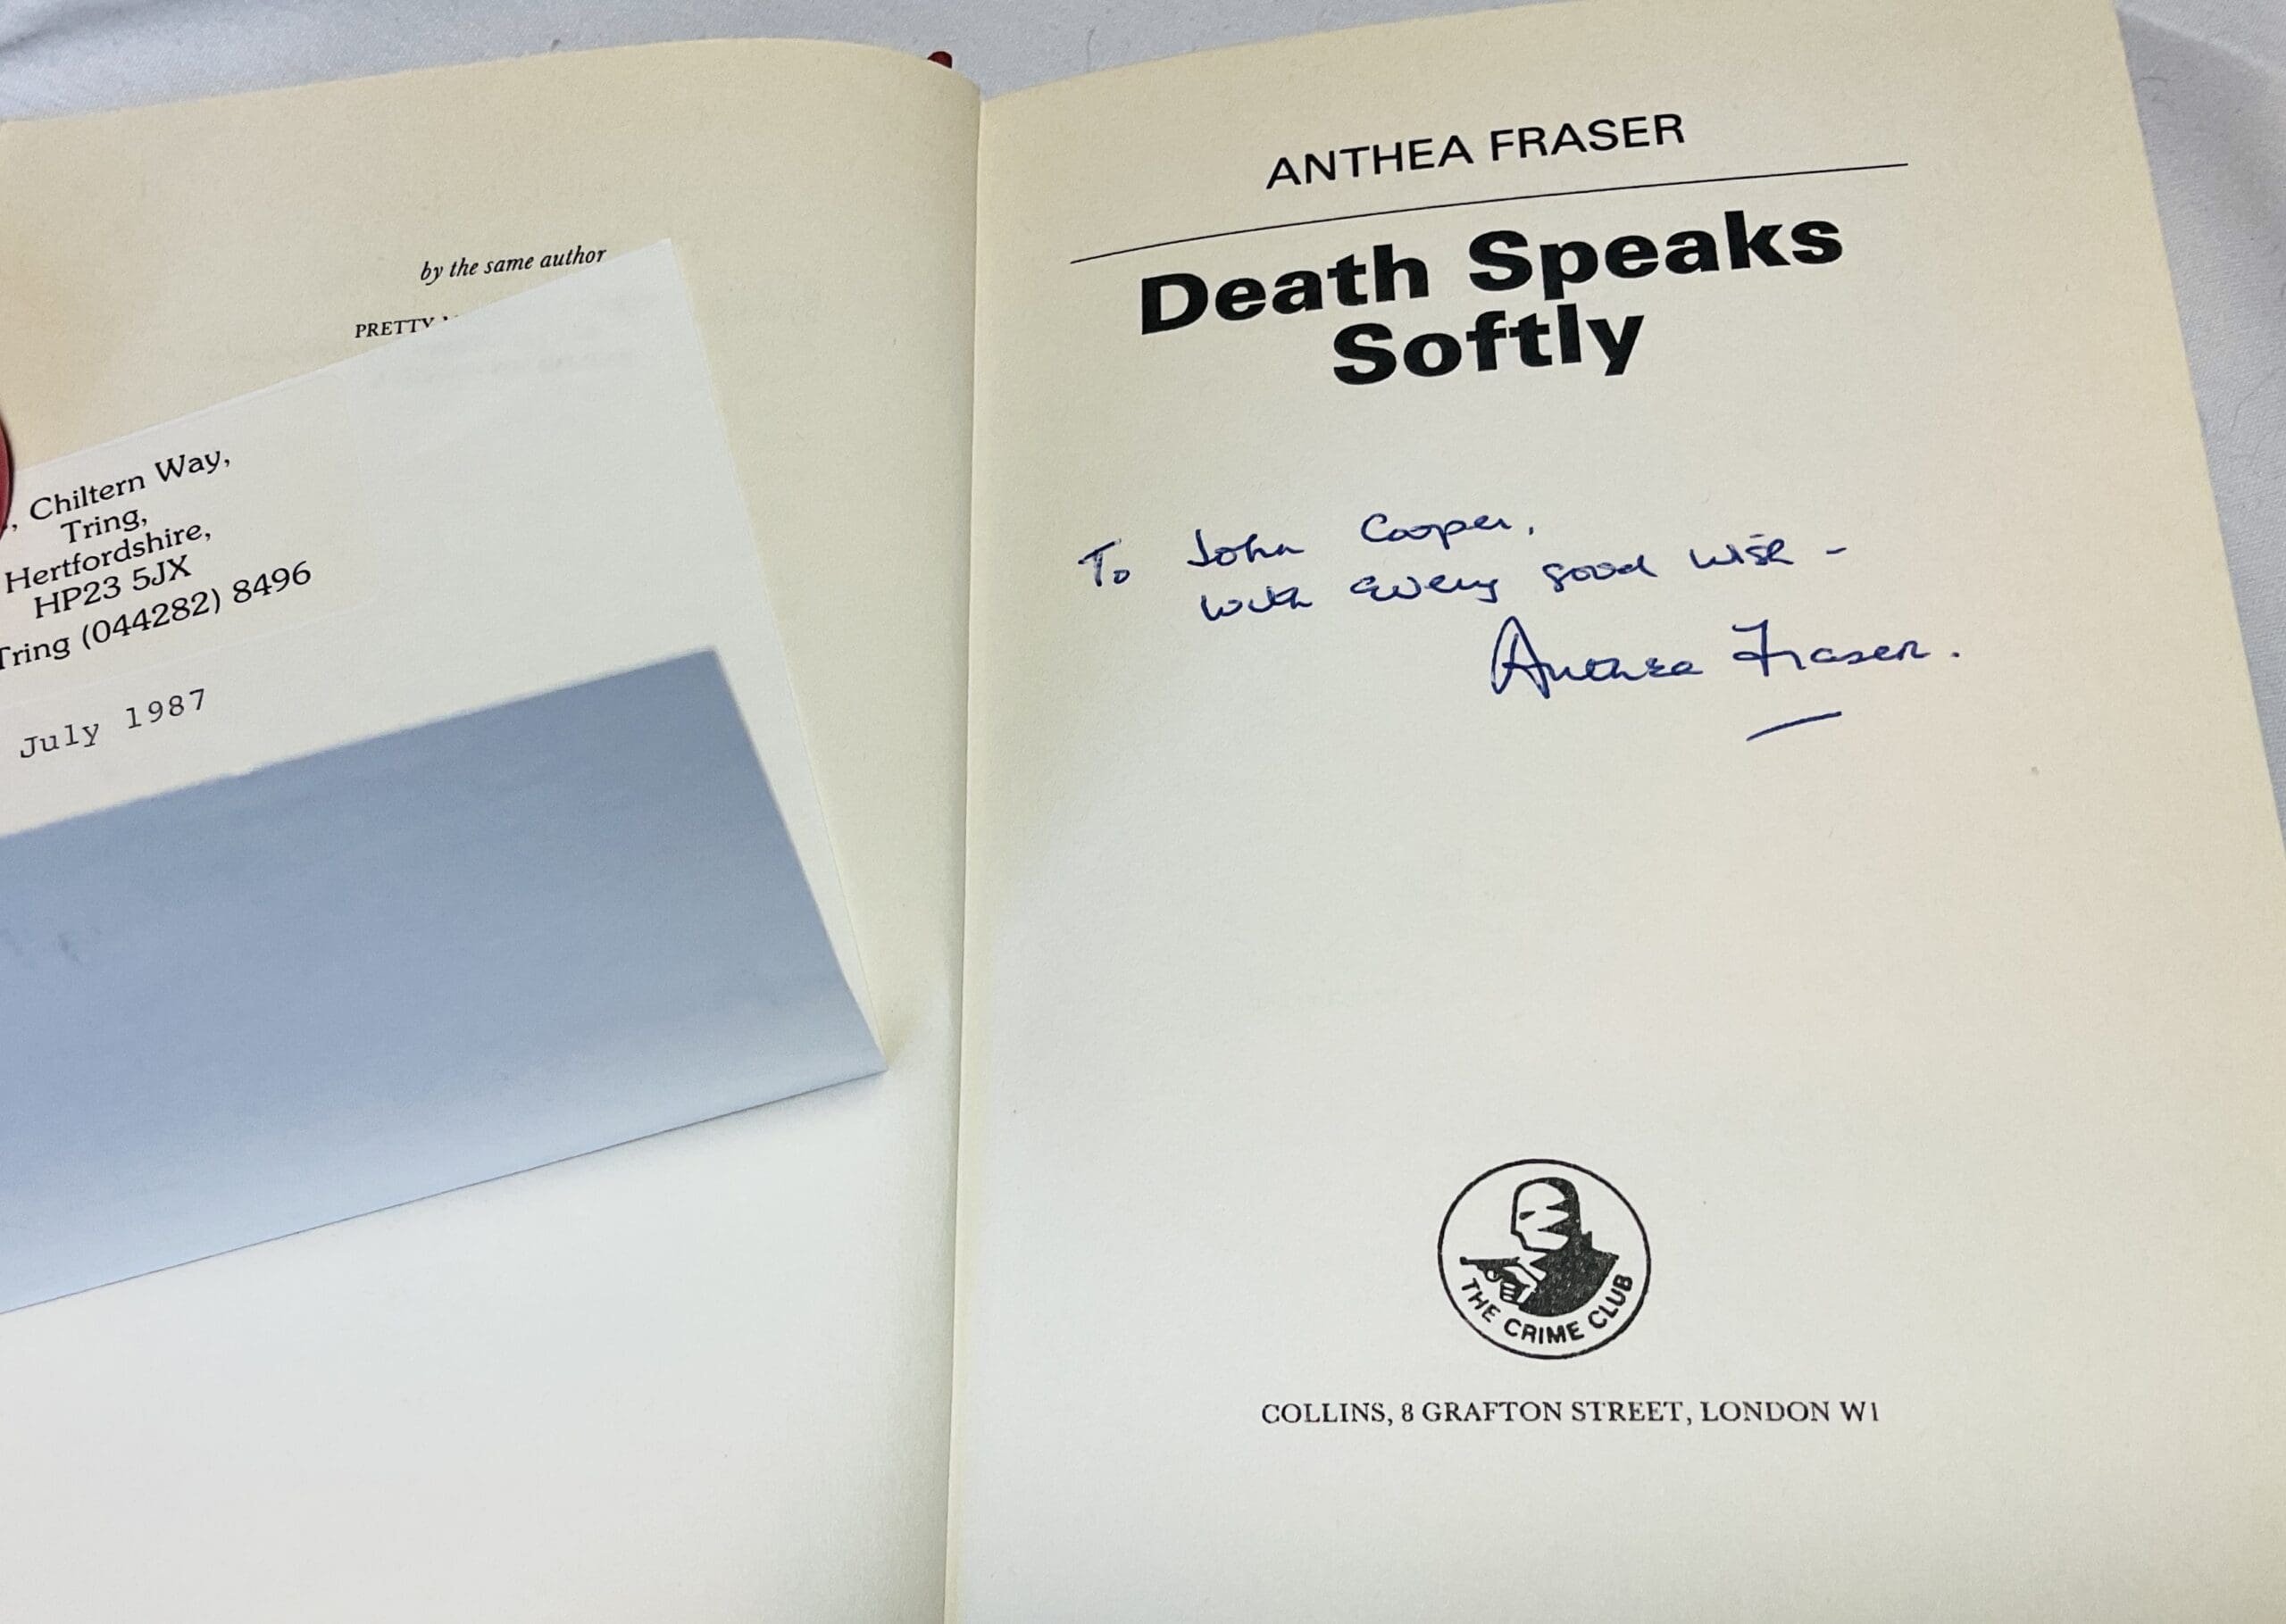 by the same author
PRETTY
, Chiltern Way,
Tring,
Hertfordshire,
HP23 5JX
Tring (044282) 8496
July 1987
ANTHEA FRASER
Death Speaks
Softly
To John Cooper,
with every good wish –
Anthea Fraser.
THE CRIME CLUB
COLLINS, 8 GRAFTON STREET, LONDON W1